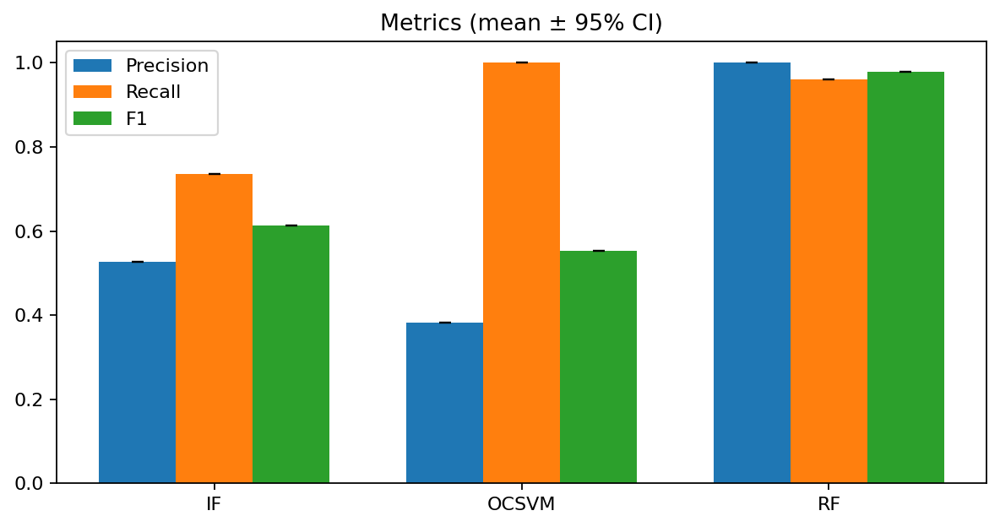 Metrics (mean ± 95% CI)
Precision
Recall
F1
1.0
0.8
0.6
0.4
0.2
0.0
IF
OCSVM
RF